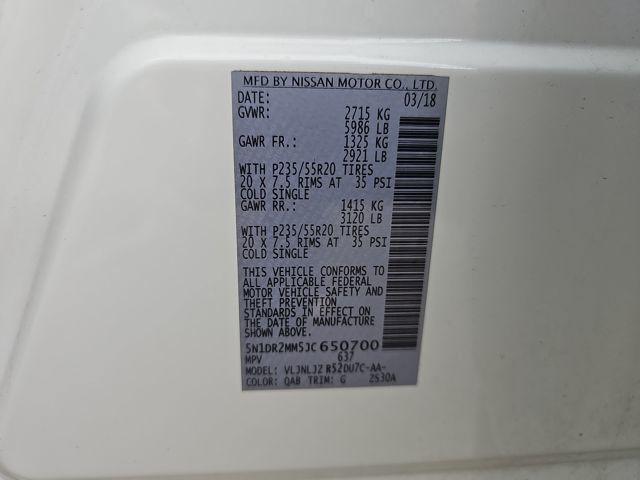 MFD BY NISSAN MOTOR CO., LTD.
DATE: 03/18
GVWR: 2715 KG
5986 LB
GAWR FR.: 1325 KG
2921 LB
WITH P235/55R20 TIRES
20 X 7.5 RIMS AT 35 PSI
COLD SINGLE
GAWR RR.: 1415 KG
3120 LB
WITH P235/55R20 TIRES
20 X 7.5 RIMS AT 35 PSI
COLD SINGLE
THIS VEHICLE CONFORMS TO
ALL APPLICABLE FEDERAL
MOTOR VEHICLE SAFETY AND
THEFT PREVENTION
STANDARDS IN EFFECT ON
THE DATE OF MANUFACTURE
SHOWN ABOVE.
5N1DR2MM5JC650700
MPV 637
MODEL: VLJNLJZ R52DU7C-AA-
COLOR: QAB TRIM: G 2S30A